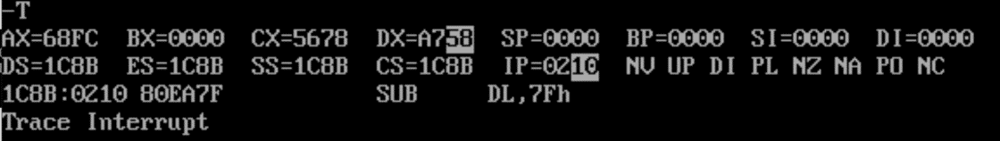 -T
AX=68FC BX=0000 CX=5678 DX=A758 SP=0000 BP=0000 SI=0000 DI=0000
DS=1C8B ES=1C8B SS=1C8B CS=1C8B IP=0210 NV UP DI PL NZ NA PO NC
1C8B:0210 80EA7F SUB DL,7Fh
Trace Interrupt